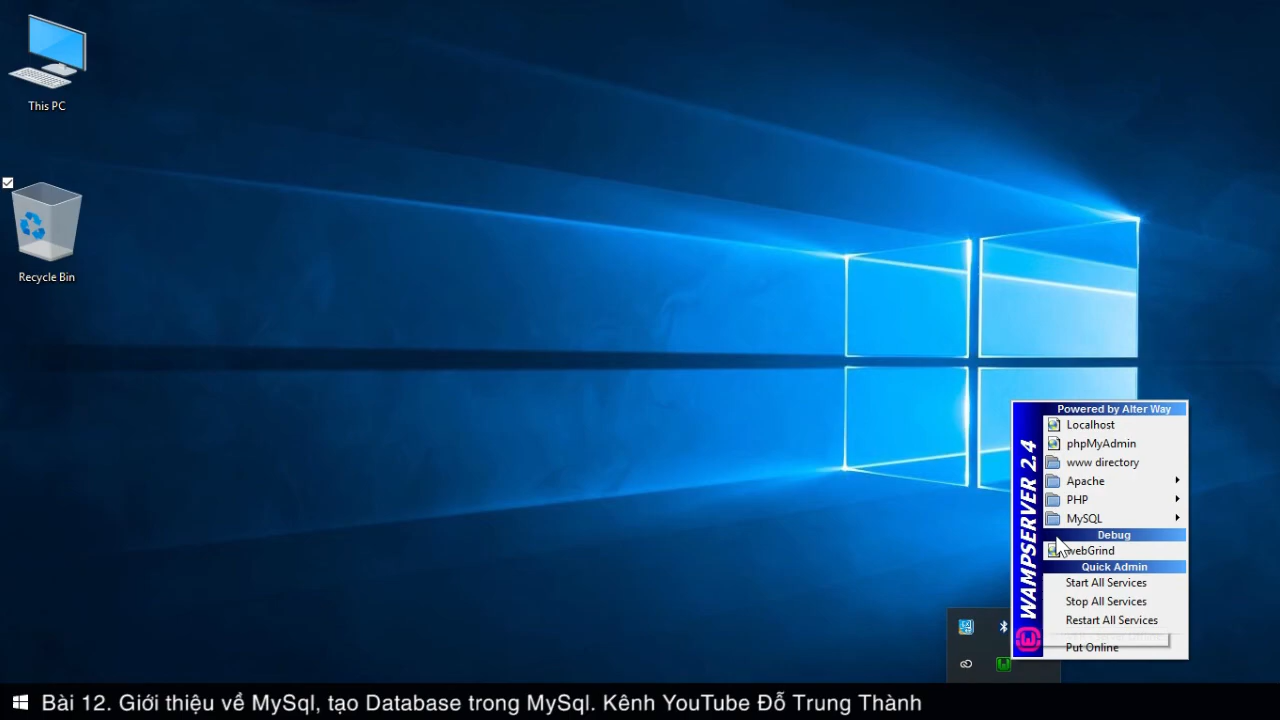 This PC
Recycle Bin
WAMPSERVER 2.4
Powered by Alter Way
Localhost
phpMyAdmin
www directory
Apache
PHP
MySQL
Debug
webGrind
Quick Admin
Start All Services
Stop All Services
Restart All Services
Put Online
Bài 12. Giới thiệu về MySql, tạo Database trong MySql. Kênh YouTube Đỗ Trung Thành